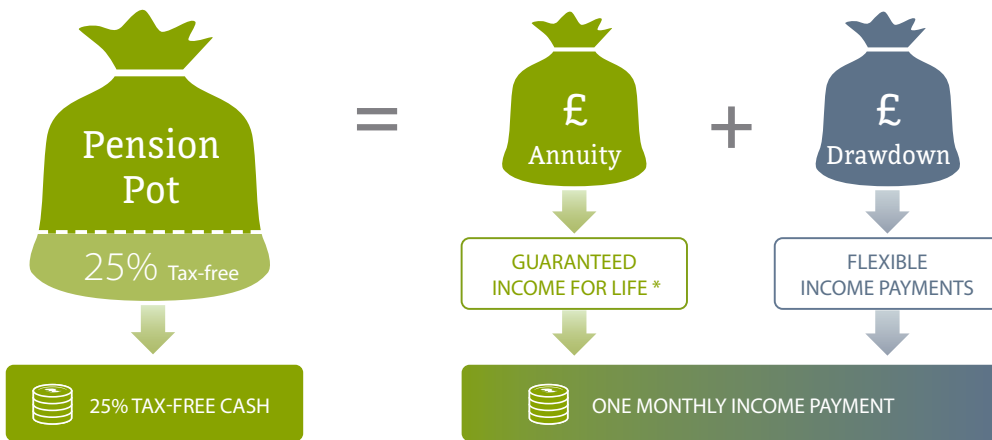 Pension
Pot
25% Tax-free
25% TAX-FREE CASH
=
£
Annuity
GUARANTEED
INCOME FOR LIFE *
+
£
Drawdown
FLEXIBLE
INCOME PAYMENTS
ONE MONTHLY INCOME PAYMENT